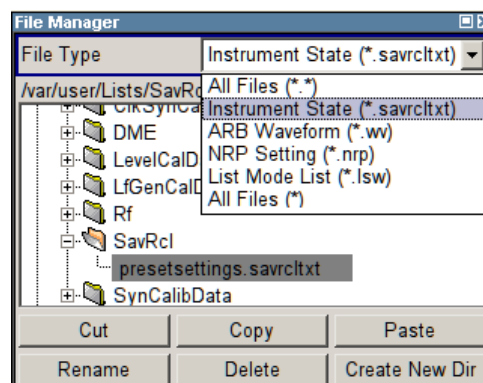 File Manager
File Type
Instrument State (*.savrcltxt)
/var/user/Lists/SavRc
All Files (*.*)
Instrument State (*.savrcltxt)
ARB Waveform (*.wv)
NRP Setting (*.nrp)
List Mode List (*.lsw)
All Files (*)
ClkSynCa
DME
LevelCalD
LfGenCalD
Rf
SavRcl
presetsettings.savrcltxt
SynCalibData
Cut
Copy
Paste
Rename
Delete
Create New Dir